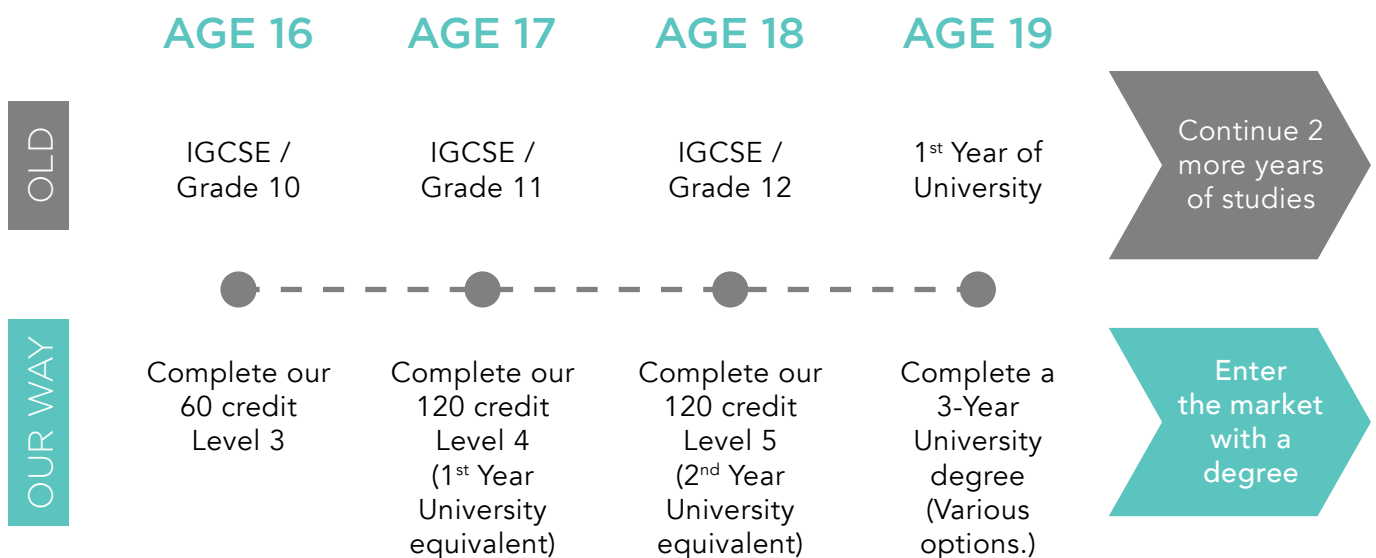 AGE 16
AGE 17
AGE 18
AGE 19
OLD
IGCSE /
Grade 10
IGCSE /
Grade 11
IGCSE /
Grade 12
1st Year of
University
Continue 2
more years
of studies
OUR WAY
Complete our
60 credit
Level 3
Complete our
120 credit
Level 4
(1st Year
University
equivalent)
Complete our
120 credit
Level 5
(2nd Year
University
equivalent)
Complete a
3-Year
University
degree
(Various
options.)
Enter
the market
with a
degree